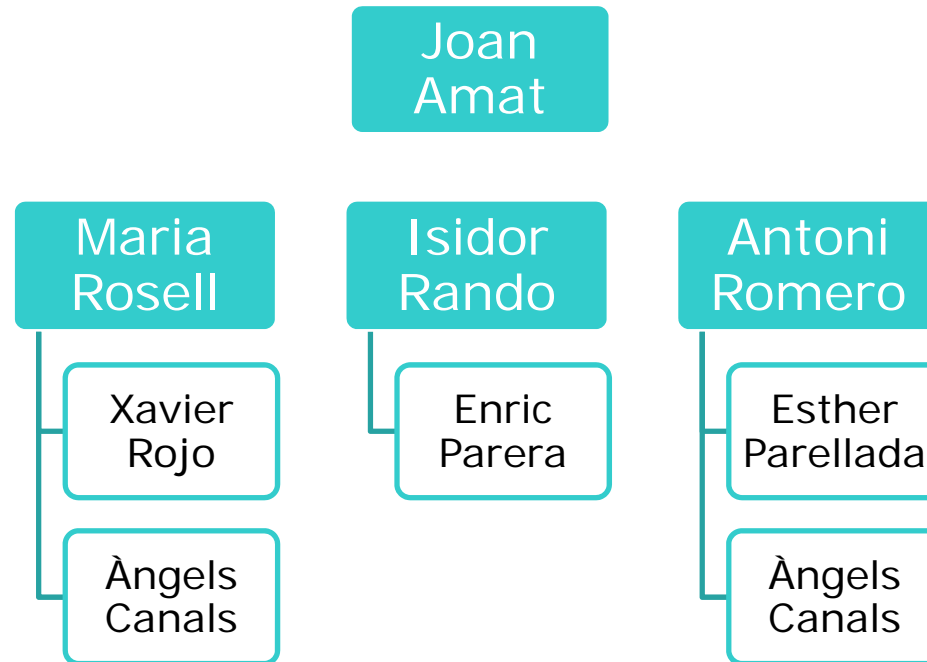 Joan
Amat
Maria
Rosell
Isidor
Rando
Antoni
Romero
Xavier
Rojo
Enric
Parera
Esther
Parellada
Àngels
Canals
Àngels
Canals